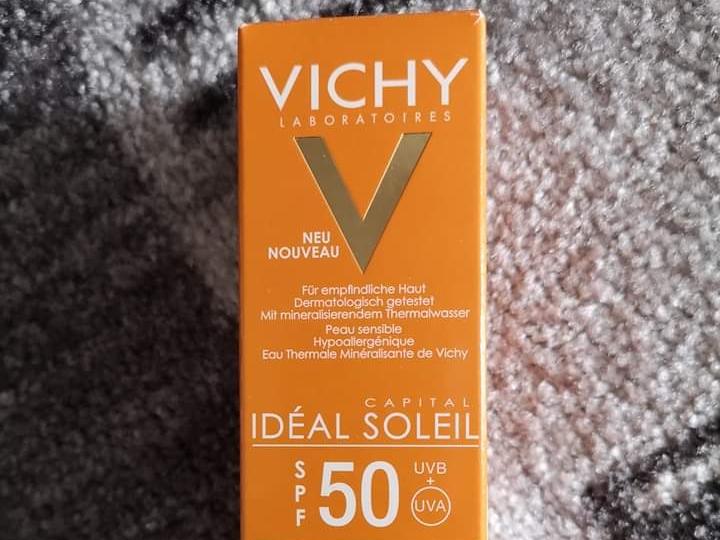 VICHY
LABORATOIRES
V
NEU
NOUVEAU
Für empfindliche Haut
Dermatologisch getestet
Mit mineralisierendem Thermalwasser
Peau sensible
Hypoallergénique
Eau Thermale Minéralisante de Vichy
CAPITAL
IDÉAL SOLEIL
SPF 50 UVB
+
UVA